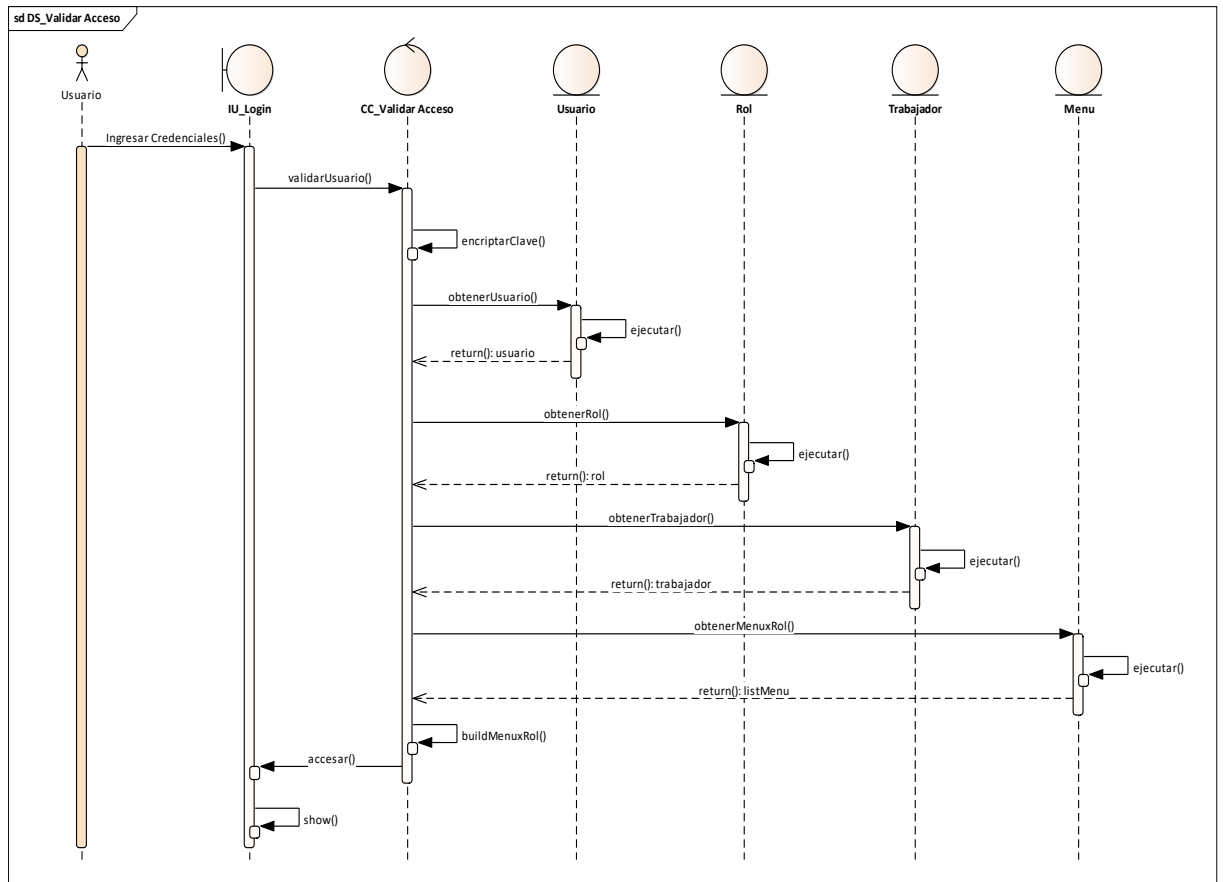 sd DS_Validar Acceso
Usuario
IU_Login
CC_Validar Acceso
Usuario
Rol
Trabajador
Menu
Ingresar Credenciales()
validarUsuario()
encriptarClave()
obtenerUsuario()
ejecutar()
return(): usuario
obtenerRol()
ejecutar()
return(): rol
obtenerTrabajador()
ejecutar()
return(): trabajador
obtenerMenuxRol()
ejecutar()
return(): listMenu
buildMenuxRol()
accesar()
show()